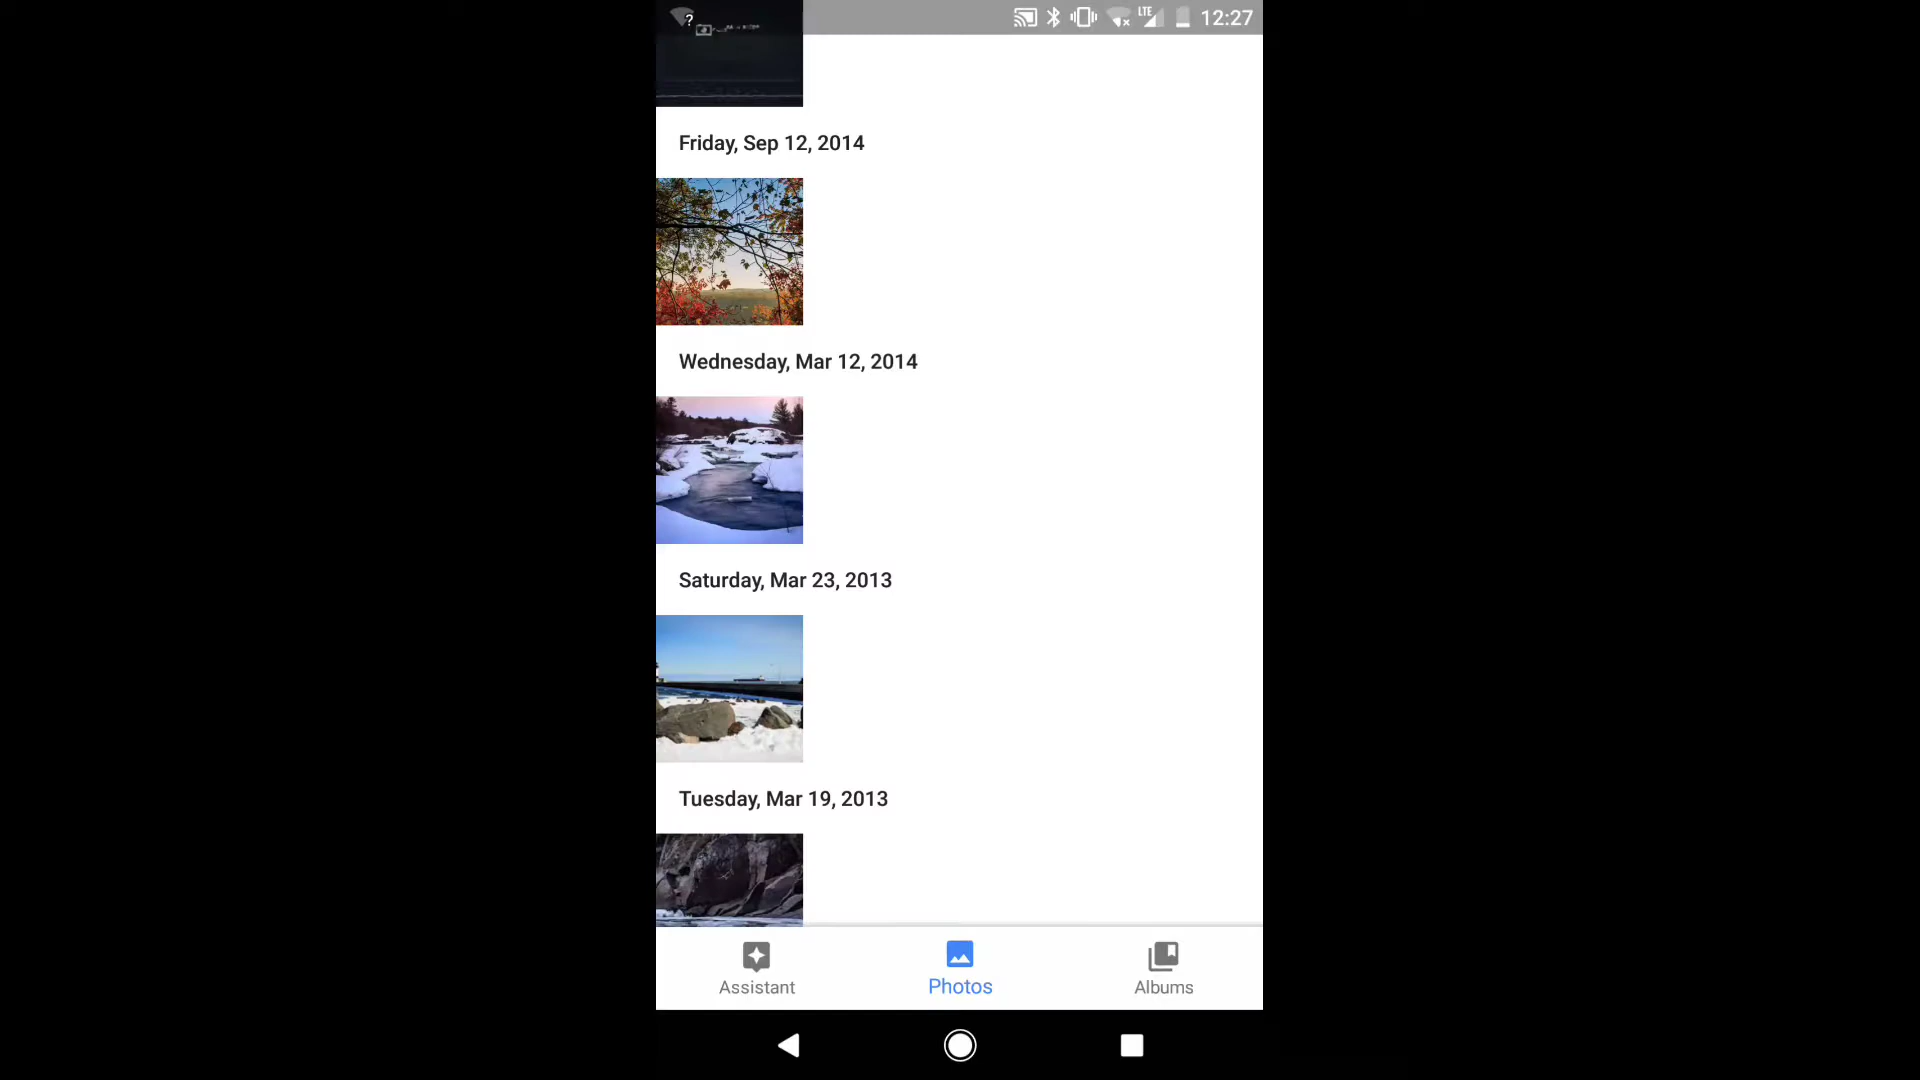 ?
LTE
12:27
Friday, Sep 12, 2014
Wednesday, Mar 12, 2014
Saturday, Mar 23, 2013
Tuesday, Mar 19, 2013
Assistant
Photos
Albums